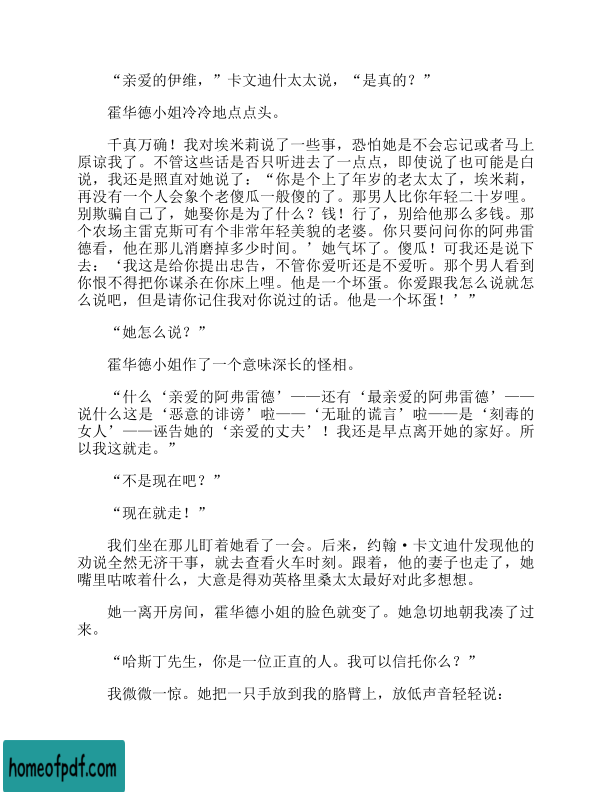 “亲爱的伊维，”卡文迪什太太说，“是真的？”
霍华德小姐冷冷地点点头。
千真万确！我对埃米莉说了一些事，恐怕她是不会忘记或者马上
原谅我了。不管这些话是否只听进去了一点点，即使说了也可能是白
说，我还是照直对她说了：“你是个上了年岁的老太太了，埃米莉，
再没有一个人会象个老傻瓜一般傻的了。那男人比你年轻二十岁哩。
别欺骗自己了，她娶你是为了什么？钱！行了，别给他那么多钱。那
个农场主雷克斯可有个非常年轻美貌的老婆。你只要问问你的阿弗雷
德看，他在那儿消磨掉多少时间。’她气坏了。傻瓜！可我还是说下
去：‘我这是给你提出忠告，不管你爱听还是不爱听。那个男人看到
你恨不得把你谋杀在你床上哩。他是一个坏蛋。你爱跟我怎么说就怎
么说吧，但是请你记住我对你说过的话。他是一个坏蛋！’”
“她怎么说？”
霍华德小姐作了一个意味深长的怪相。
“什么‘亲爱的阿弗雷德’——还有‘最亲爱的阿弗雷德’——
说什么这是‘恶意的诽谤’啦——‘无耻的谎言’啦——是‘刻毒的
女人’——诬告她的‘亲爱的丈夫’！我还是早点离开她的家好。所
以我这就走。”
“不是现在吧？”
“现在就走！”
我们坐在那儿盯着她看了一会。后来，约翰·卡文迪什发现他的
劝说全然无济干事，就去查看火车时刻。跟着，他的妻子也走了，她
嘴里咕哝着什么，大意是得劝英格里桑太太最好对此多想想。
她一离开房间，霍华德小姐的脸色就变了。她急切地朝我凑了过
来。
“哈斯丁先生，你是一位正直的人。我可以信托你么？”
我微微一惊。她把一只手放到我的胳臂上，放低声音轻轻说：
homeofpdf.com